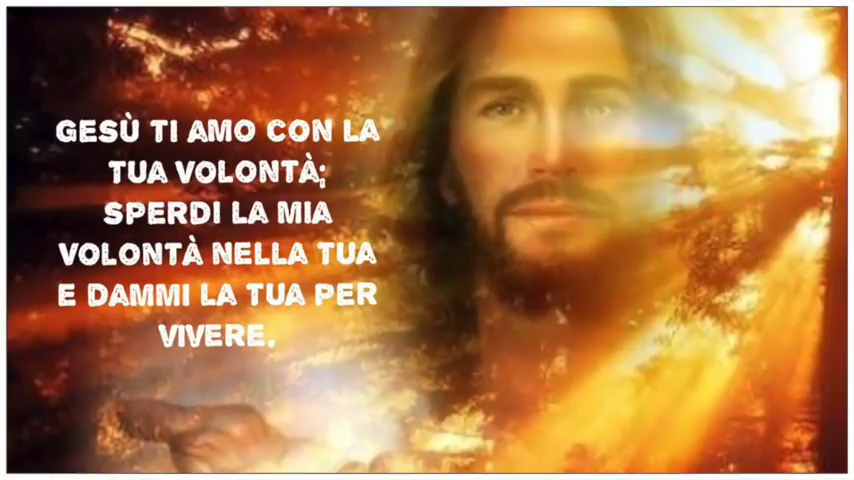 GESÙ TI AMO CON LA
TUA VOLONTÀ;
SPERDI LA MIA
VOLONTÀ NELLA TUA
E DAMMI LA TUA PER
VIVERE.